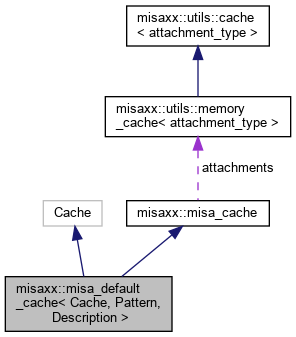 misaxx::utils::cache
< attachment_type >
misaxx::utils::memory
_cache< attachment_type >
attachments
Cache
misaxx::misa_cache
misaxx::misa_default
_cache< Cache, Pattern,
Description >